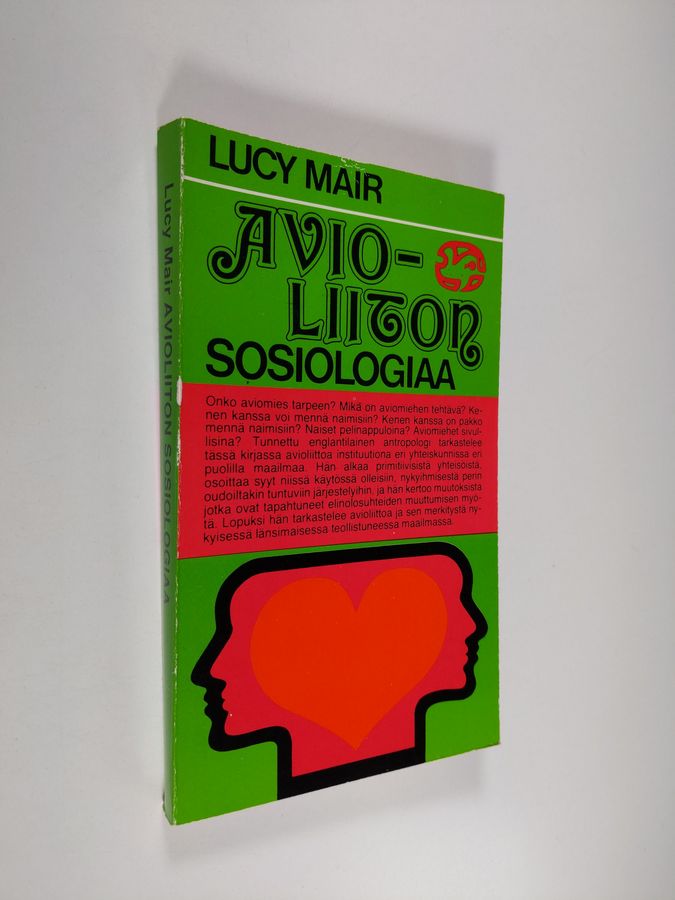 LUCY MAIR
AVIO-
LIITON
SOSIOLOGIAA
Onko aviomies tarpeen? Mikä on aviomiehen tehtävä? Ke-
nen kanssa voi mennä naimisiin? Kenen kanssa on pakko
mennä naimisiin? Naiset pelinappuloina? Aviomiehet sivul-
lisina? Tunnettu englantilainen antropologi tarkastelee
tässä kirjassa avioliittoa instituutiona eri yhteiskunnissa eri
puolilla maailmaa. Hän alkaa primitiivisistä yhteisöistä,
osoittaa syyt niissä käytössä olleisiin, nykyihmisestä perin
oudoiltakin tuntuviin järjestelyihin, ja hän kertoo muutoksista
jotka ovat tapahtuneet elinolosuhteiden muuttumisen myö-
tä. Lopuksi hän tarkastelee avioliittoa ja sen merkitystä ny-
kyisessä länsimaisessa teollistuneessa maailmassa.
Lucy Mair AVIOLIITON SOSIOLOGIAA